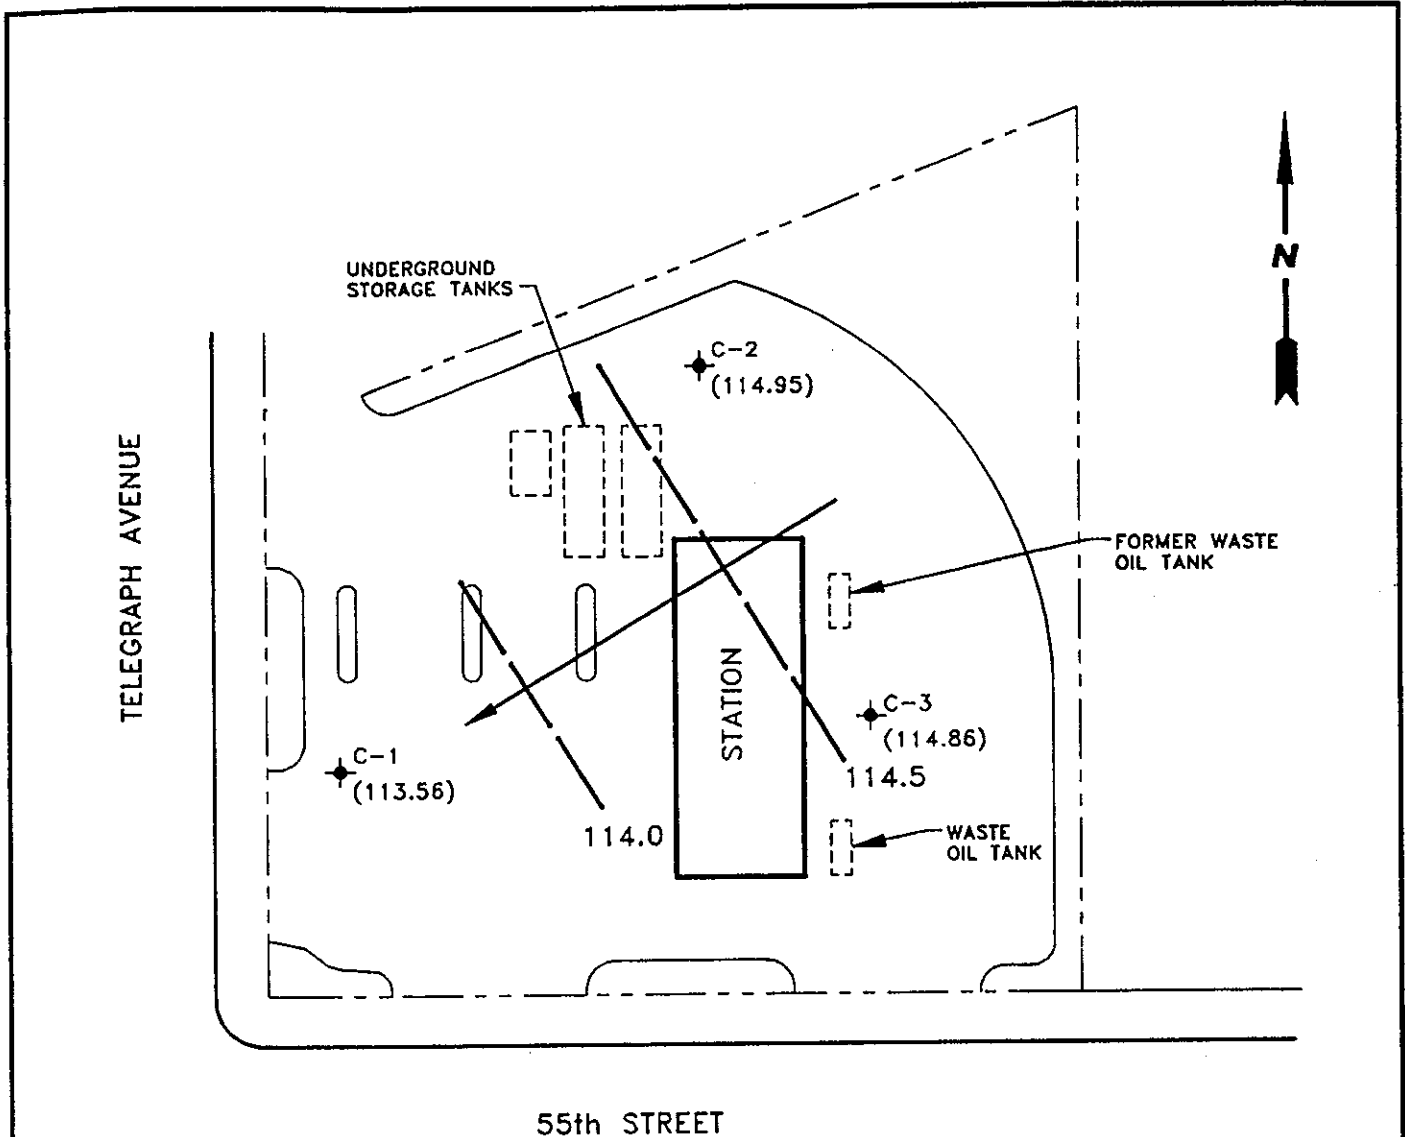 UNDERGROUND
STORAGE TANKS
N
C-2
(114.95)
TELEGRAPH AVENUE
FORMER WASTE
OIL TANK
STATION
C-3
(114.86)
C-1
(113.56)
114.5
114.0
WASTE
OIL TANK
55th STREET